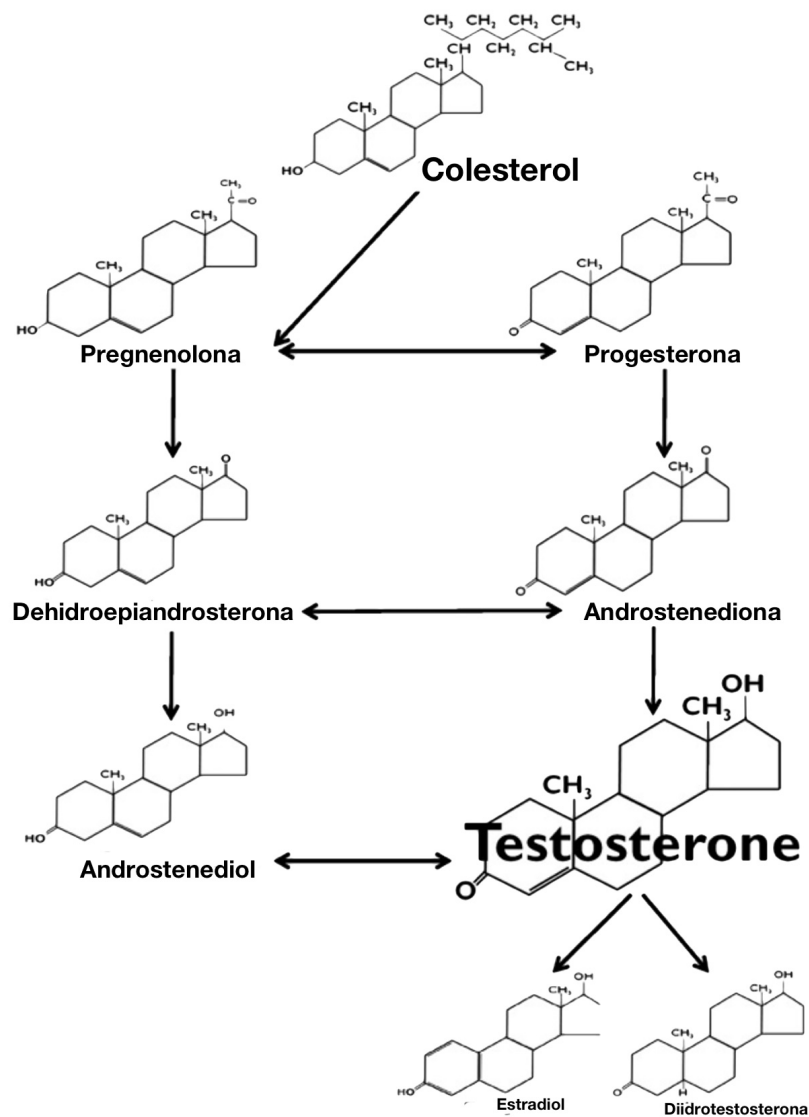 CH₃ CH₂ CH₂ CH₃
CH CH₂ CH
CH₃ CH₃
CH₃
HO
Colesterol
CH₃
C=O
CH₃
CH₃
HO
Pregnenolona
CH₃
C=O
CH₃
CH₃
O
Progesterona
O
CH₃
CH₃
HO
Dehidroepiandrosterona
O
CH₃
CH₃
O
Androstenediona
OH
CH₃
CH₃
HO
Androstenediol
OH
CH₃
CH₃
Testosterone
O
OH
CH₃
HO
Estradiol
OH
CH₃
CH₃
O
H
Diidrotestosterona